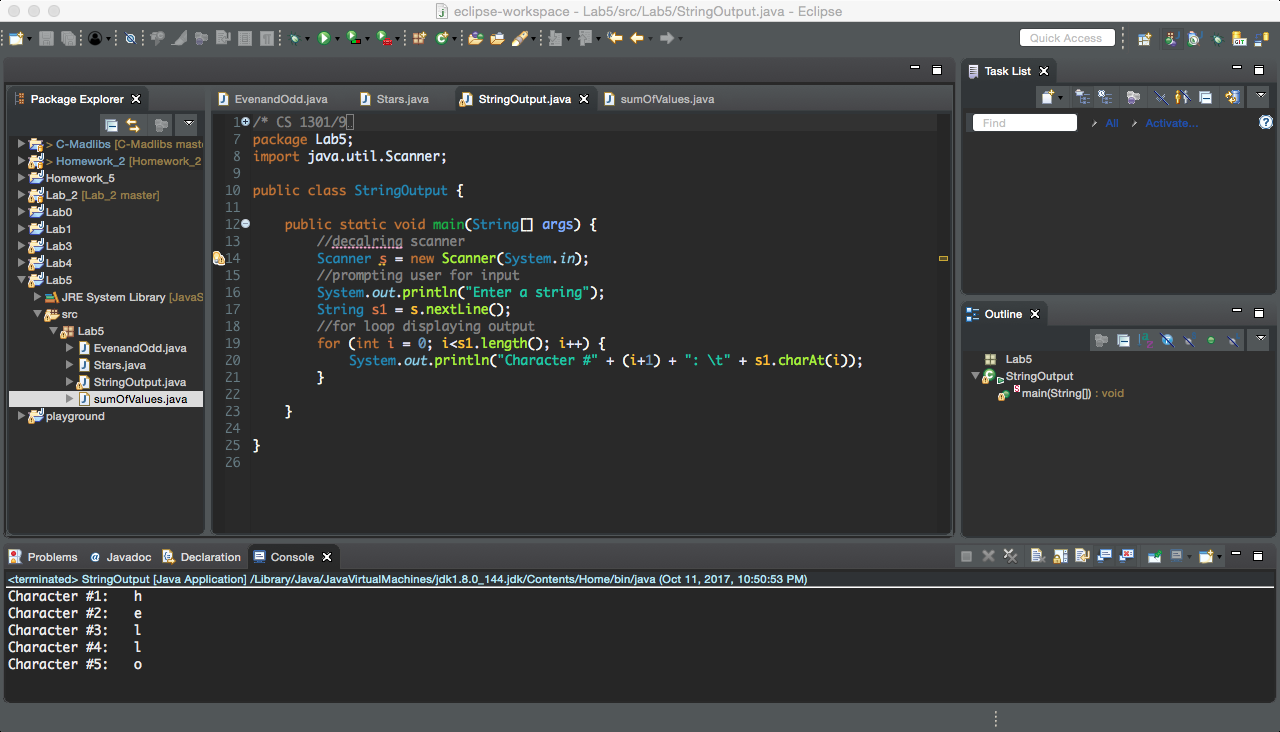 eclipse-workspace - Lab5/src/Lab5/StringOutput.java - Eclipse
Quick Access
GIT
Package Explorer
> C-Madlibs [C-Madlibs mast
> Homework_2 [Homework_2
Homework_5
Lab_2 [Lab_2 master]
Lab0
Lab1
Lab3
Lab4
Lab5
JRE System Library [JavaS
src
Lab5
EvenandOdd.java
Stars.java
StringOutput.java
sumOfValues.java
playground
EvenandOdd.java
Stars.java
StringOutput.java
sumOfValues.java
1 /* CS 1301/9
7 package Lab5;
8 import java.util.Scanner;
9
10 public class StringOutput {
11
12     public static void main(String[] args) {
13         //decalring scanner
14         Scanner s = new Scanner(System.in);
15         //prompting user for input
16         System.out.println("Enter a string");
17         String s1 = s.nextLine();
18         //for loop displaying output
19         for (int i = 0; i<s1.length(); i++) {
20             System.out.println("Character #" + (i+1) + ": \t" + s1.charAt(i));
21         }
22
23     }
24
25 }
26
Task List
Find
All
Activate...
Outline
Lab5
StringOutput
main(String[]) : void
Problems
Javadoc
Declaration
Console
<terminated> StringOutput [Java Application] /Library/Java/JavaVirtualMachines/jdk1.8.0_144.jdk/Contents/Home/bin/java (Oct 11, 2017, 10:50:53 PM)
Character #1:   h
Character #2:   e
Character #3:   l
Character #4:   l
Character #5:   o